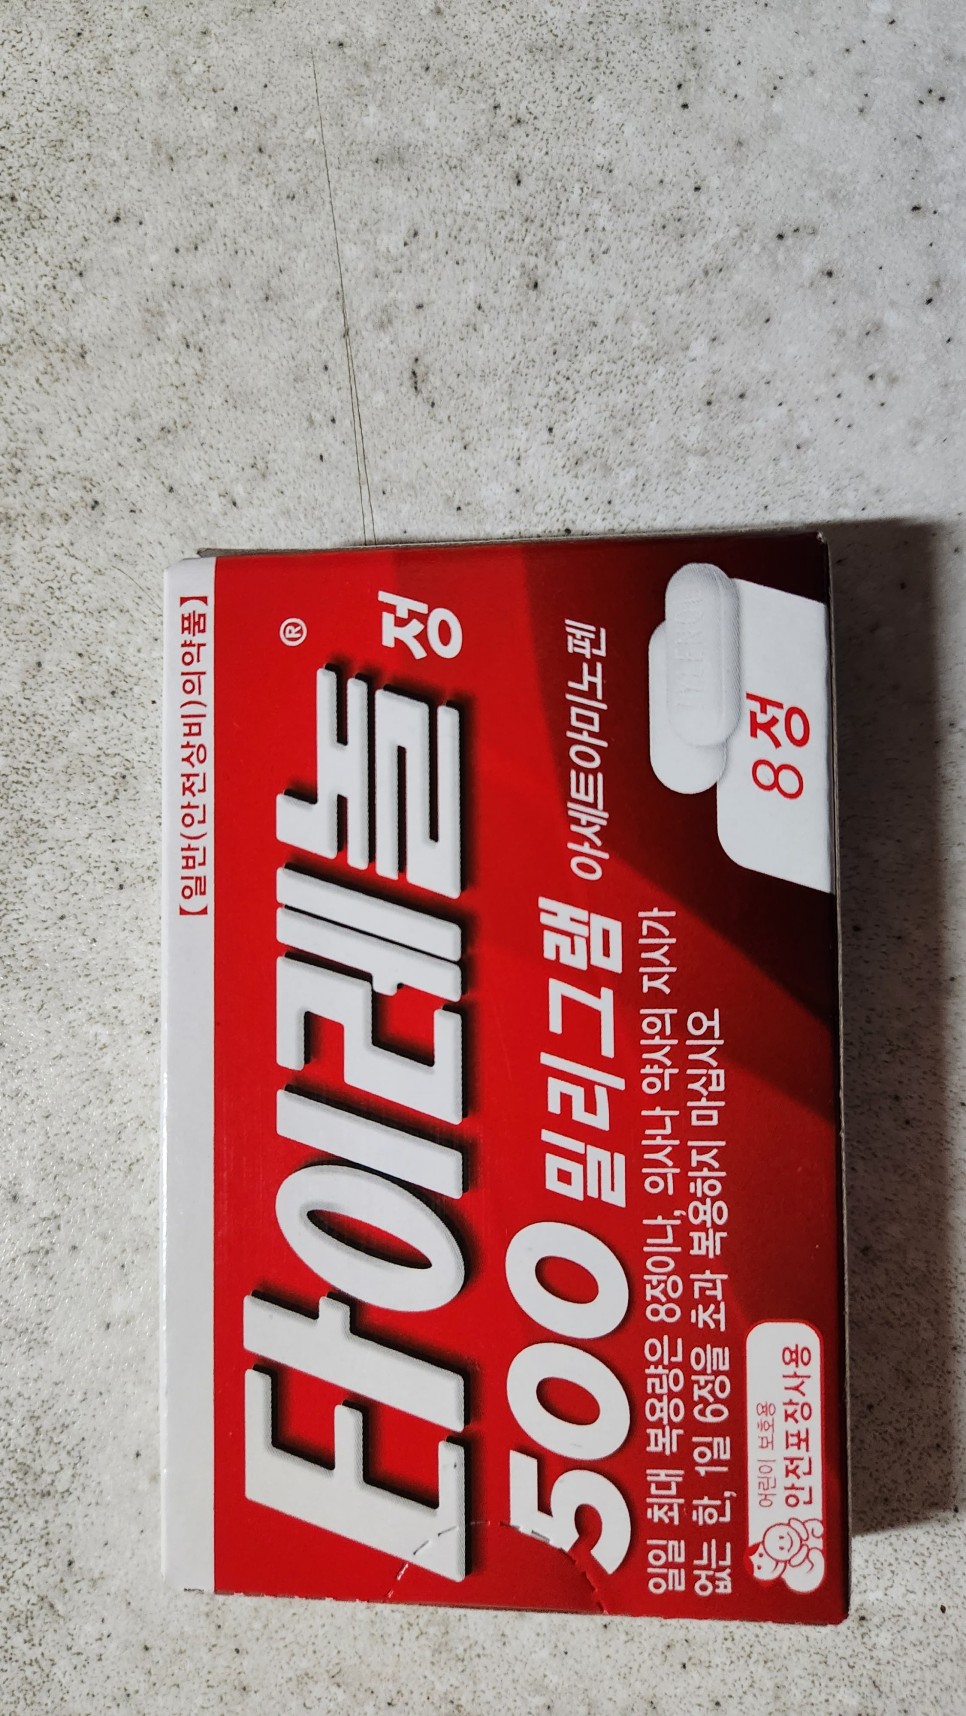 【일반(안전상비)의약품】
타이레놀®정
500 밀리그램 아세트아미노펜
일일 최대 복용량은 8정이나, 의사나 약사의 지시가
없는 한, 1일 6정을 초과 복용하지 마십시오
8정
어린이 보호용
안전포장사용